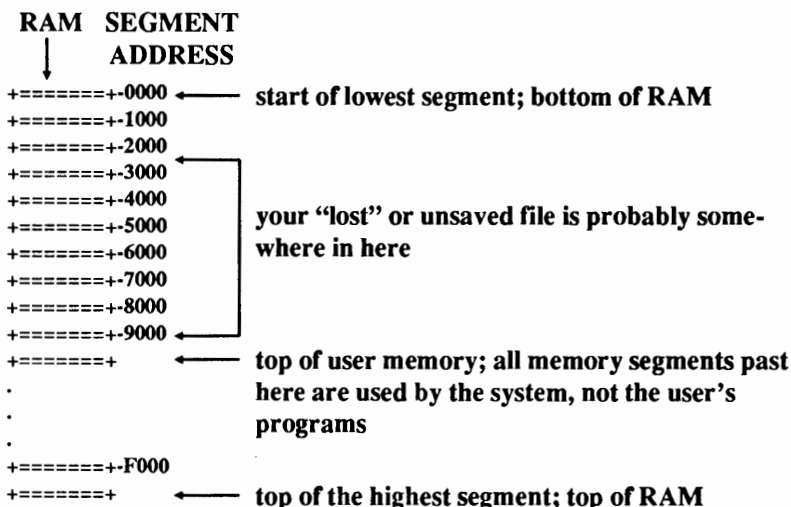 RAM SEGMENT
ADDRESS
+=======+-0000 start of lowest segment; bottom of RAM
+=======+-1000
+=======+-2000
+=======+-3000
+=======+-4000
+=======+-5000 your “lost” or unsaved file is probably some-
+=======+-6000 where in here
+=======+-7000
+=======+-8000
+=======+-9000
+=======+ top of user memory; all memory segments past
. here are used by the system, not the user’s
. programs
.
+=======+-F000
+=======+ top of the highest segment; top of RAM